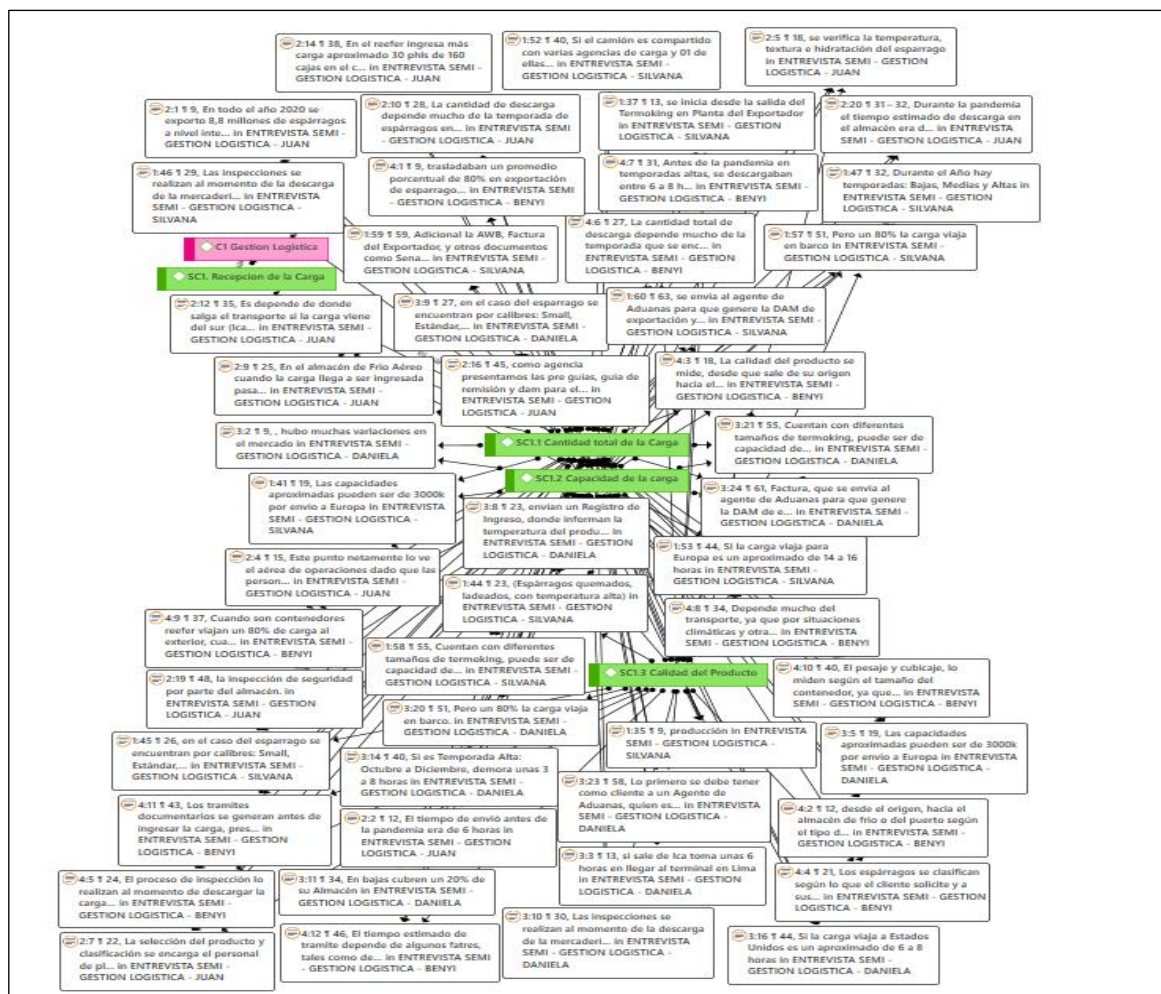 2:14 ¶ 38, En el reefer ingresa más
carga aproximado 30 phls de 160
cajas en el c... in ENTREVISTA SEMI -
GESTION LOGISTICA - JUAN
1:52 ¶ 40, Si el camión es compartido
con varias agencias de carga y 01 de
ellas... in ENTREVISTA SEMI -
GESTION LOGISTICA - SILVANA
2:5 ¶ 18, se verifica la temperatura,
textura e hidratación del esparrago
in ENTREVISTA SEMI - GESTION
LOGISTICA - JUAN
2:1 ¶ 9, En todo el año 2020 se
exporto 8,8 millones de espárragos
a nivel inte... in ENTREVISTA SEMI -
GESTION LOGISTICA - JUAN
2:10 ¶ 28, La cantidad de descarga
depende mucho de la temporada de
espárragos en... in ENTREVISTA SEMI
- GESTION LOGISTICA - JUAN
1:37 ¶ 13, se inicia desde la salida del
Termoking en Planta del Exportador
in ENTREVISTA SEMI - GESTION
LOGISTICA - SILVANA
2:20 ¶ 31 – 32, Durante la pandemia
el tiempo estimado de descarga en
el almacén era d... in ENTREVISTA
SEMI - GESTION LOGISTICA - JUAN
1:46 ¶ 29, Las inspecciones se
realizan al momento de la descarga
de la mercaderi... in ENTREVISTA
SEMI - GESTION LOGISTICA -
SILVANA
4:1 ¶ 9, trasladaban un promedio
porcentual de 80% en exportación
de esparrago... in ENTREVISTA SEMI
- GESTION LOGISTICA - BENYI
4:7 ¶ 31, Antes de la pandemia en
temporadas altas, se descargaban
entre 6 a 8 h... in ENTREVISTA SEMI -
GESTION LOGISTICA - BENYI
1:47 ¶ 32, Durante el Año hay
temporadas: Bajas, Medias y Altas in
ENTREVISTA SEMI - GESTION
LOGISTICA - SILVANA
C1 Gestion Logistica
1:59 ¶ 59, Adicional la AWB, Factura
del Exportador, y otros documentos
como Sena... in ENTREVISTA SEMI -
GESTION LOGISTICA - SILVANA
4:6 ¶ 27, La cantidad total de
descarga depende mucho de la
temporada que se enc... in
ENTREVISTA SEMI - GESTION
LOGISTICA - BENYI
1:57 ¶ 51, Pero un 80% la carga viaja
en barco in ENTREVISTA SEMI -
GESTION LOGISTICA - SILVANA
SC1. Recepcion de la Carga
2:12 ¶ 35, Es depende de donde
salga el transporte si la carga viene
del sur (Ica... in ENTREVISTA SEMI -
GESTION LOGISTICA - JUAN
3:9 ¶ 27, en el caso del esparrago se
encuentran por calibres: Small,
Estándar,... in ENTREVISTA SEMI -
GESTION LOGISTICA - DANIELA
1:60 ¶ 63, se envia al agente de
Aduanas para que genere la DAM de
exportación y... in ENTREVISTA SEMI -
GESTION LOGISTICA - SILVANA
2:9 ¶ 25, En el almacén de Frio Aéreo
cuando la carga llega a ser ingresada
pasa... in ENTREVISTA SEMI -
GESTION LOGISTICA - JUAN
2:16 ¶ 45, como agencia
presentamos las pre guias, guia de
remisión y dam para el... in
ENTREVISTA SEMI - GESTION
LOGISTICA - JUAN
4:3 ¶ 18, La calidad del producto se
mide, desde que sale de su origen
hacia el... in ENTREVISTA SEMI -
GESTION LOGISTICA - BENYI
3:2 ¶ 9, , hubo muchas variaciones en
el mercado in ENTREVISTA SEMI -
GESTION LOGISTICA - DANIELA
SC1.1 Cantidad total de la Carga
3:21 ¶ 55, Cuentan con diferentes
tamaños de termoking, puede ser de
capacidad de... in ENTREVISTA SEMI -
GESTION LOGISTICA - DANIELA
SC1.2 Capacidad de la carga
1:41 ¶ 19, Las capacidades
aproximadas pueden ser de 3000k
por envio a Europa in ENTREVISTA
SEMI - GESTION LOGISTICA -
SILVANA
3:8 ¶ 23, envian un Registro de
Ingreso, donde informan la
temperatura del produ... in
ENTREVISTA SEMI - GESTION
LOGISTICA - DANIELA
3:24 ¶ 61, Factura, que se envia al
agente de Aduanas para que genere
la DAM de e... in ENTREVISTA SEMI -
GESTION LOGISTICA - DANIELA
2:4 ¶ 15, Este punto netamente lo ve
el aérea de operaciones dado que las
person... in ENTREVISTA SEMI -
GESTION LOGISTICA - JUAN
1:53 ¶ 44, Si la carga viaja para
Europa es un aproximado de 14 a 16
horas in ENTREVISTA SEMI -
GESTION LOGISTICA - SILVANA
1:44 ¶ 23, (Espárragos quemados,
ladeados, con temperatura alta) in
ENTREVISTA SEMI - GESTION
LOGISTICA - SILVANA
4:9 ¶ 37, Cuando son contenedores
reefer viajan un 80% de carga al
exterior, cua... in ENTREVISTA SEMI -
GESTION LOGISTICA - BENYI
4:8 ¶ 34, Depende mucho del
transporte, ya que por situaciones
climáticas y otra... in ENTREVISTA
SEMI - GESTION LOGISTICA - BENYI
1:58 ¶ 55, Cuentan con diferentes
tamaños de termoking, puede ser de
capacidad de... in ENTREVISTA SEMI -
GESTION LOGISTICA - SILVANA
SC1.3 Calidad del Producto
4:10 ¶ 40, El pesaje y cubicaje, lo
miden según el tamaño del
contenedor, ya que... in ENTREVISTA
SEMI - GESTION LOGISTICA - BENYI
2:19 ¶ 48, la inspección de seguridad
por parte del almacén. in
ENTREVISTA SEMI - GESTION
LOGISTICA - JUAN
3:20 ¶ 51, Pero un 80% la carga viaja
en barco. in ENTREVISTA SEMI -
GESTION LOGISTICA - DANIELA
1:35 ¶ 9, producción in ENTREVISTA
SEMI - GESTION LOGISTICA -
SILVANA
3:5 ¶ 19, Las capacidades
aproximadas pueden ser de 3000k
por envio a Europa in ENTREVISTA
SEMI - GESTION LOGISTICA -
DANIELA
1:45 ¶ 26, en el caso del esparrago se
encuentran por calibres: Small,
Estándar,... in ENTREVISTA SEMI -
GESTION LOGISTICA - SILVANA
3:14 ¶ 40, Si es Temporada Alta:
Octubre a Diciembre, demora unas 3
a 8 horas in ENTREVISTA SEMI -
GESTION LOGISTICA - DANIELA
3:23 ¶ 58, Lo primero se debe tener
como cliente a un Agente de
Aduanas, quien es... in ENTREVISTA
SEMI - GESTION LOGISTICA -
DANIELA
4:11 ¶ 43, Los tramites
documentarios se generan antes de
ingresar la carga, pres... in
ENTREVISTA SEMI - GESTION
LOGISTICA - BENYI
2:2 ¶ 12, El tiempo de envió antes de
la pandemia era de 6 horas in
ENTREVISTA SEMI - GESTION
LOGISTICA - JUAN
4:2 ¶ 12, desde el origen, hacia el
almacén de frio o del puerto según
el tipo d... in ENTREVISTA SEMI -
GESTION LOGISTICA - BENYI
3:3 ¶ 13, si sale de Ica toma unas 6
horas en llegar al terminal en Lima
in ENTREVISTA SEMI - GESTION
LOGISTICA - DANIELA
4:5 ¶ 24, El proceso de inspección lo
realizan al momento de descargar la
carga... in ENTREVISTA SEMI -
GESTION LOGISTICA - BENYI
3:11 ¶ 34, En bajas cubren un 20% de
su Almacén in ENTREVISTA SEMI -
GESTION LOGISTICA - DANIELA
4:4 ¶ 21, Los espárragos se clasifican
según lo que el cliente solicite y a
sus... in ENTREVISTA SEMI - GESTION
LOGISTICA - BENYI
3:10 ¶ 30, Las inspecciones se
realizan al momento de la descarga
de la mercaderi... in ENTREVISTA
SEMI - GESTION LOGISTICA -
DANIELA
2:7 ¶ 22, La selección del producto y
clasificación se encarga el personal
de pl... in ENTREVISTA SEMI -
GESTION LOGISTICA - JUAN
4:12 ¶ 46, El tiempo estimado de
tramite depende de algunos fatres,
tales como de... in ENTREVISTA SEMI
- GESTION LOGISTICA - BENYI
3:16 ¶ 44, Si la carga viaja a Estados
Unidos es un aproximado de 6 a 8
horas in ENTREVISTA SEMI -
GESTION LOGISTICA - DANIELA